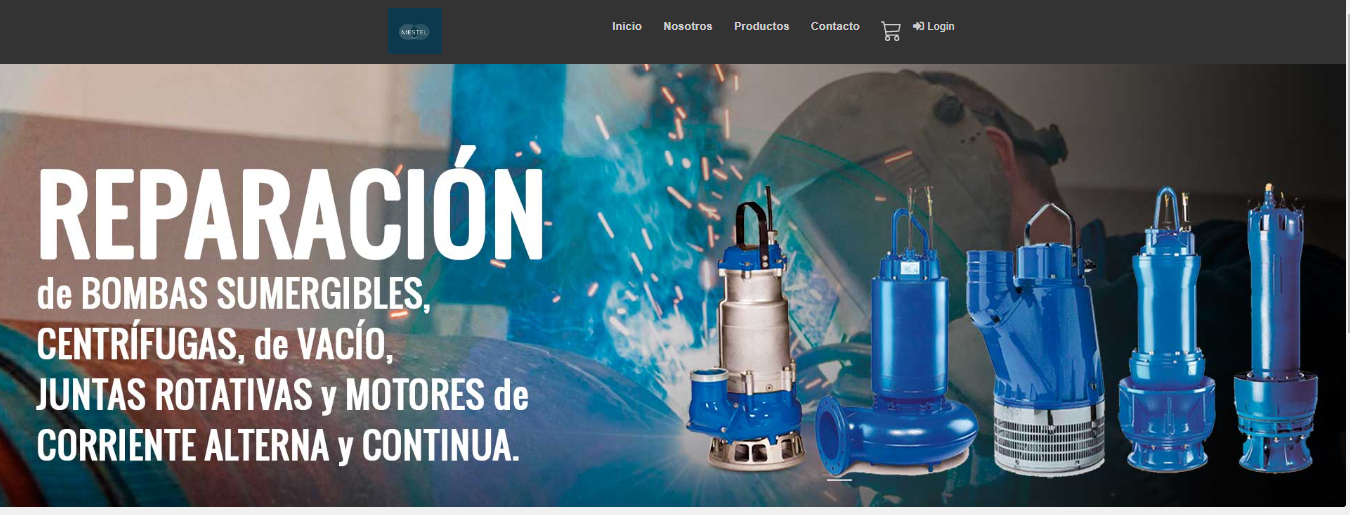 MESTEL
Inicio Nosotros Productos Contacto Login
REPARACIÓN
de BOMBAS SUMERGIBLES,
CENTRÍFUGAS, de VACÍO,
JUNTAS ROTATIVAS y MOTORES de
CORRIENTE ALTERNA y CONTINUA.